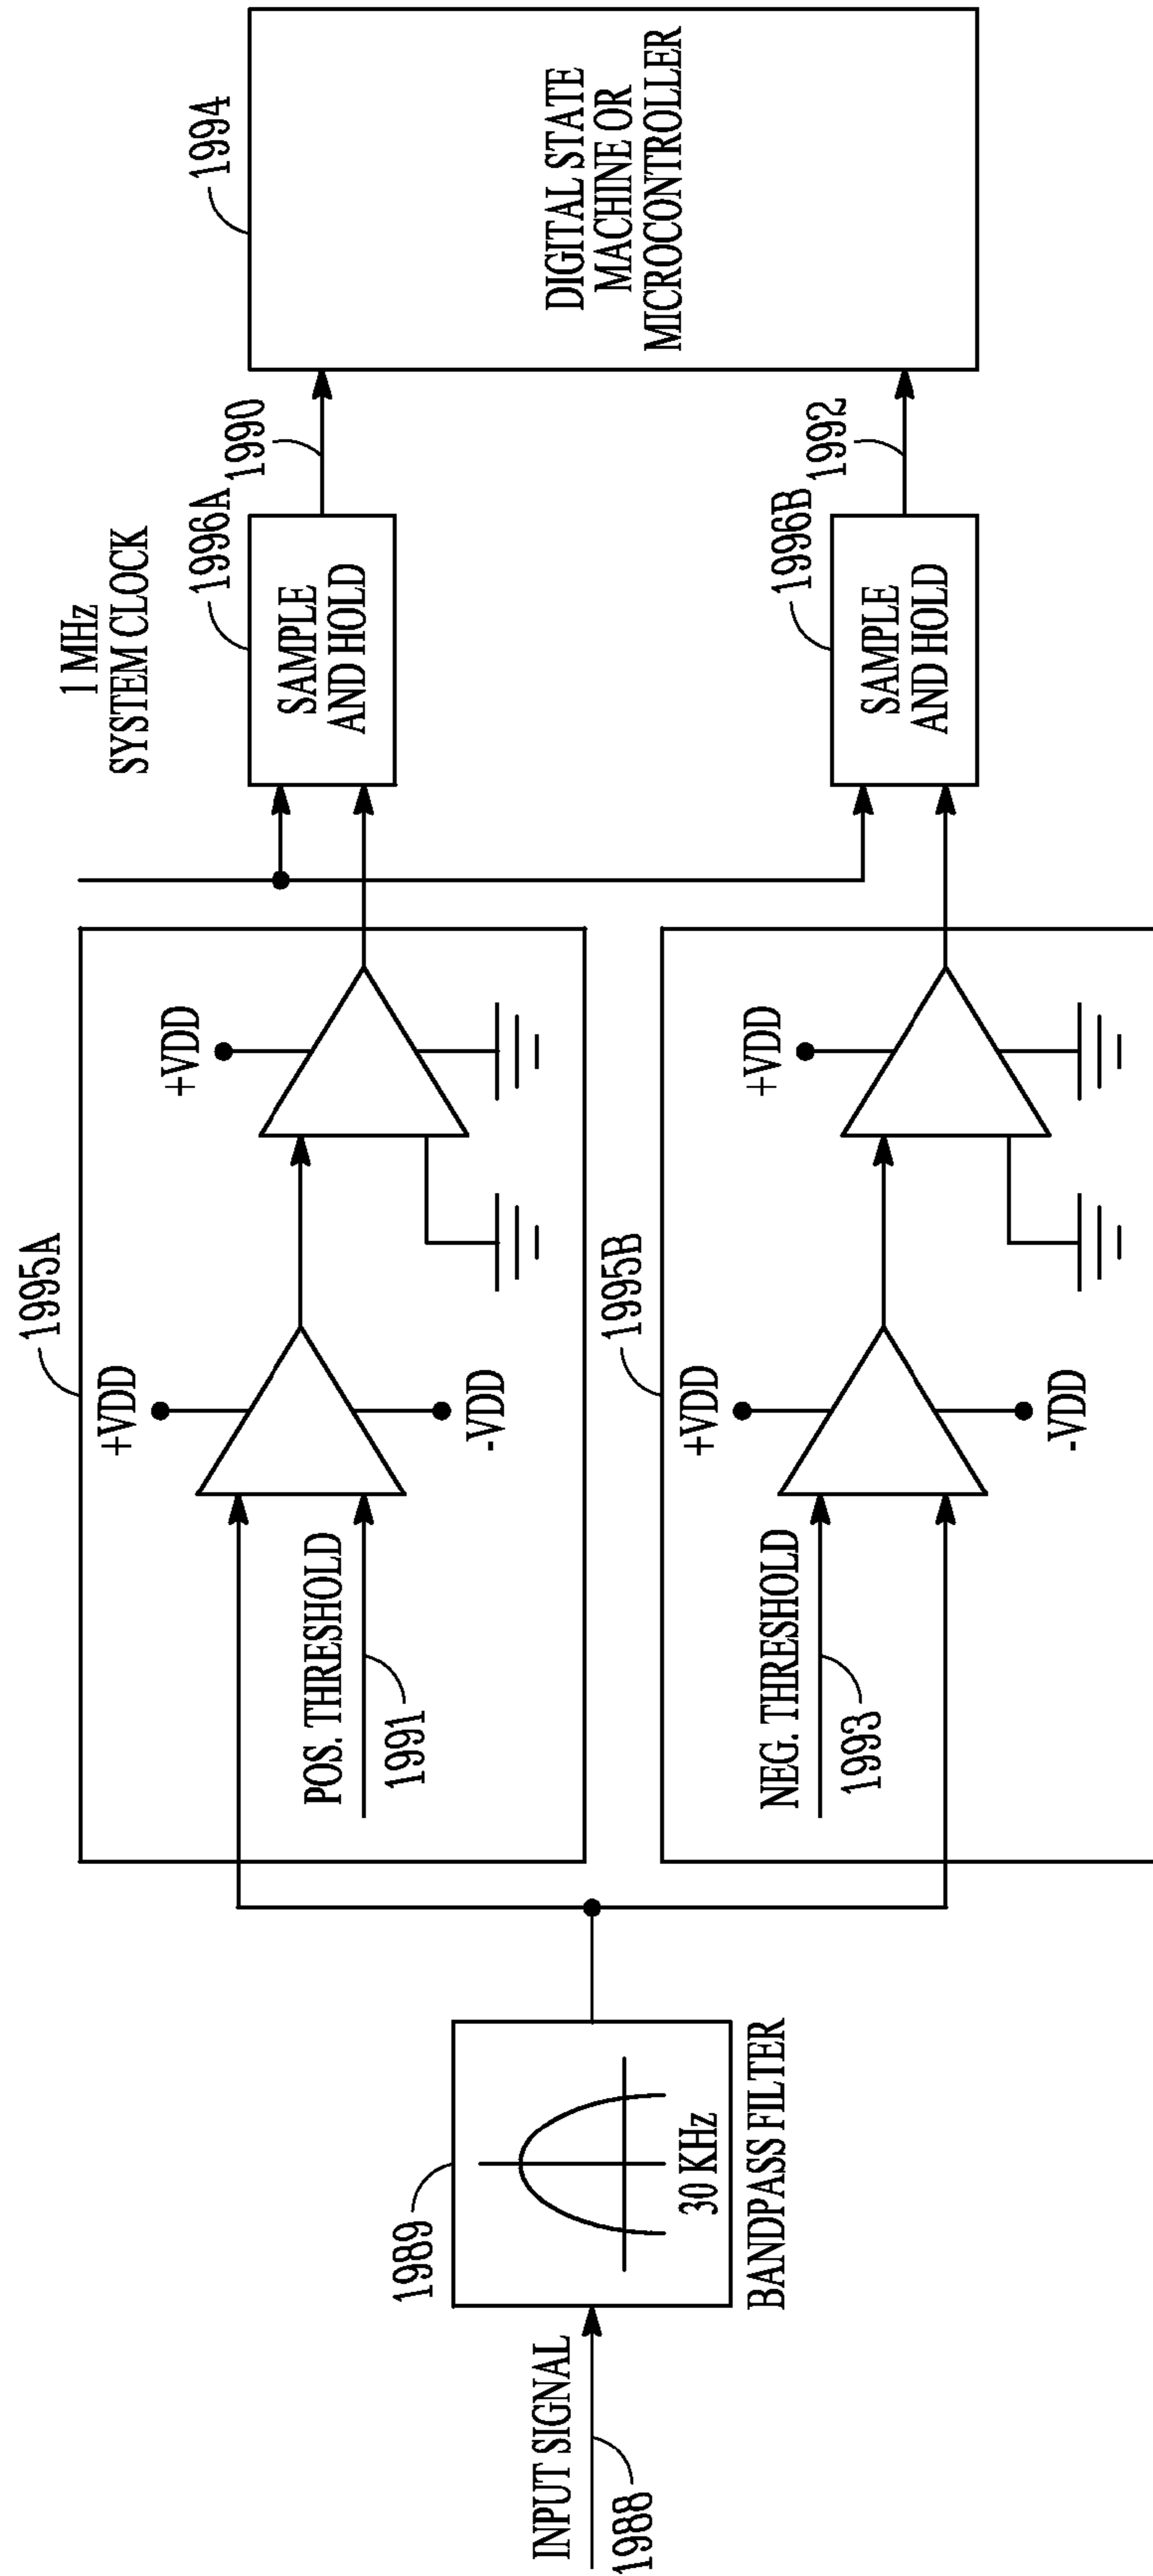 INPUT SIGNAL
1988
1989
30 KHz
BANDPASS FILTER
1995A
POS. THRESHOLD
1991
+VDD
-VDD
+VDD
1995B
NEG. THRESHOLD
1993
+VDD
-VDD
+VDD
1 MHz
SYSTEM CLOCK
1996A
SAMPLE
AND HOLD
1990
1996B
SAMPLE
AND HOLD
1992
1994
DIGITAL STATE
MACHINE OR
MICROCONTROLLER